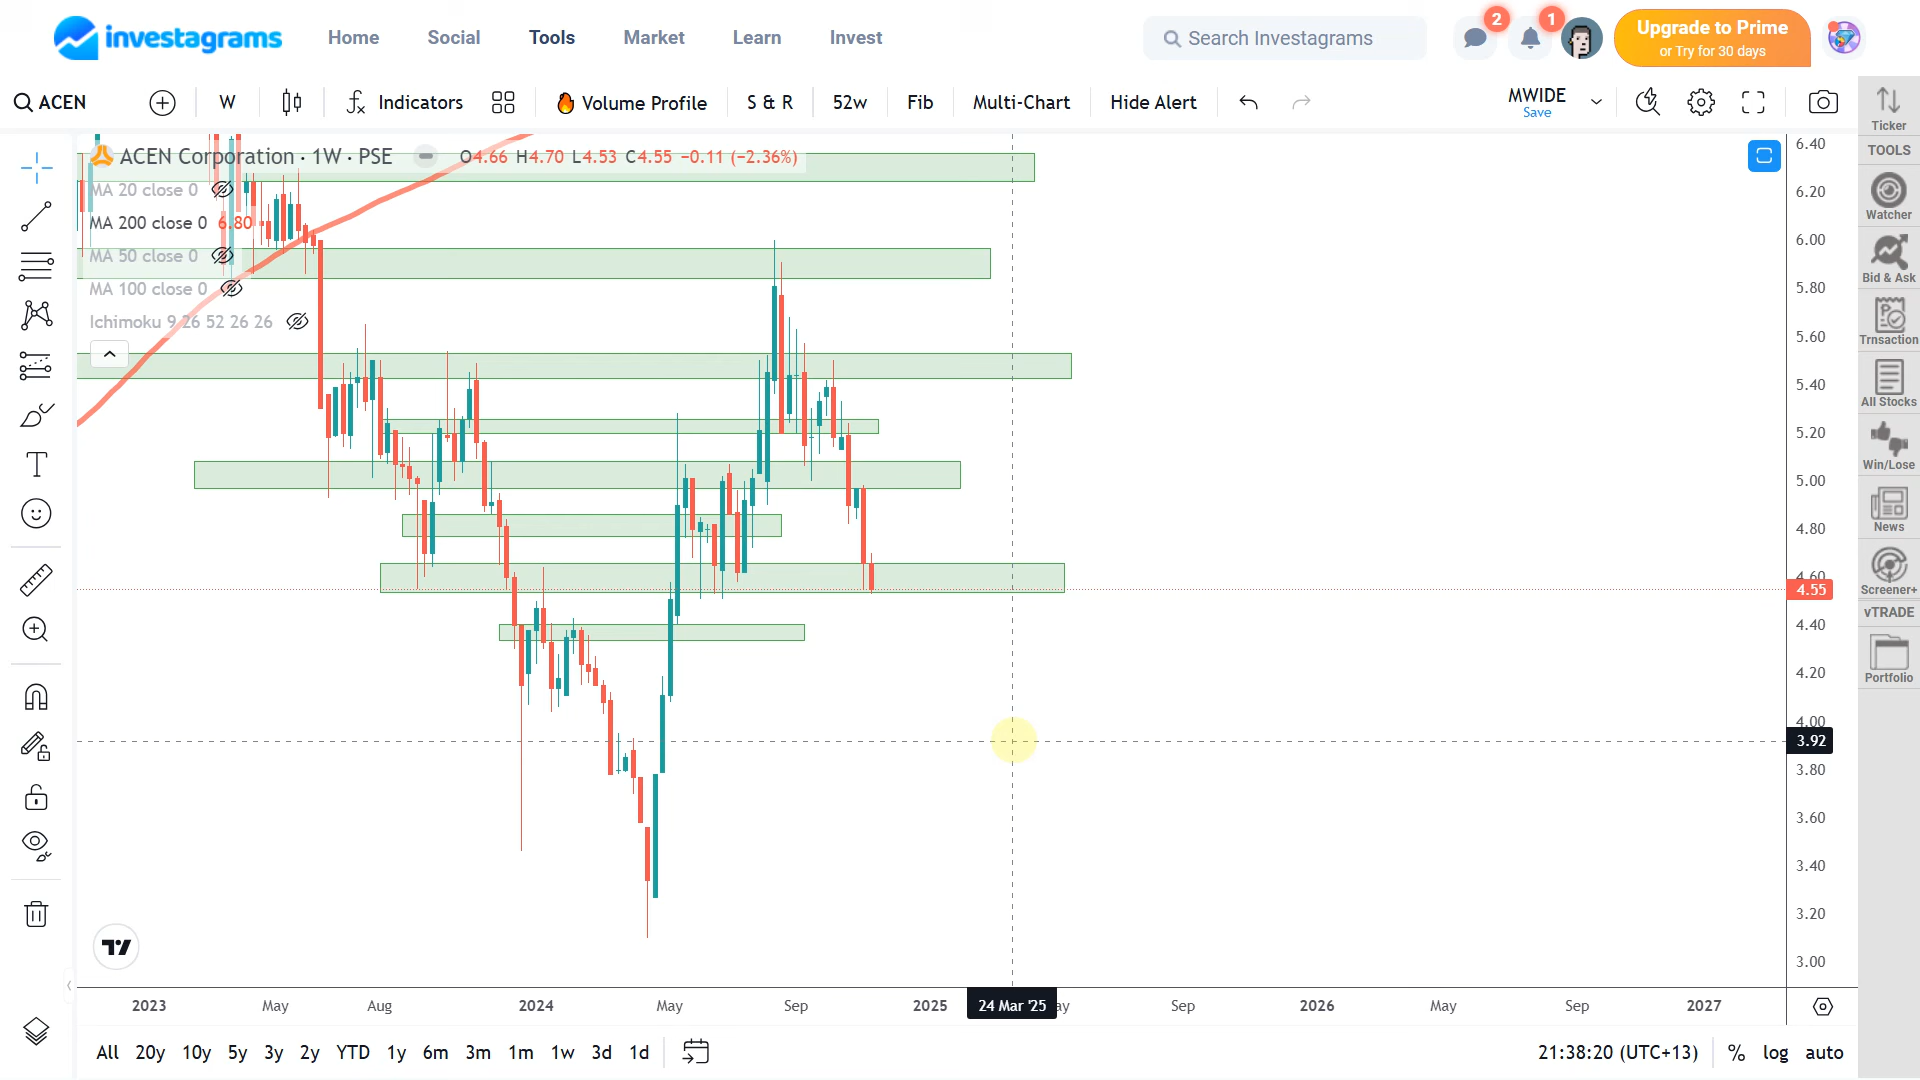 investagrams
Home
Social
Tools
Market
Learn
Invest
Search Investagrams
2
1
Upgrade to Prime
or Try for 30 days
ACEN
W
Indicators
Volume Profile
S & R
52w
Fib
Multi-Chart
Hide Alert
MWIDE
Save
ACEN Corporation · 1W · PSE
O4.66 H4.70 L4.53 C4.55 −0.11 (−2.36%)
MA 20 close 0
MA 200 close 0 6.80
MA 50 close 0
MA 100 close 0
Ichimoku 9 26 52 26 26
6.40
6.20
6.00
5.80
5.60
5.40
5.20
5.00
4.80
4.60
4.55
4.40
4.20
4.00
3.92
3.80
3.60
3.40
3.20
3.00
Ticker
TOOLS
Watcher
Bid & Ask
Trnsaction
All Stocks
Win/Lose
News
Screener+
vTRADE
Portfolio
2023
May
Aug
2024
May
Sep
2025
24 Mar '25
ay
Sep
2026
May
Sep
2027
All
20y
10y
5y
3y
2y
YTD
1y
6m
3m
1m
1w
3d
1d
21:38:20 (UTC+13)
%
log
auto